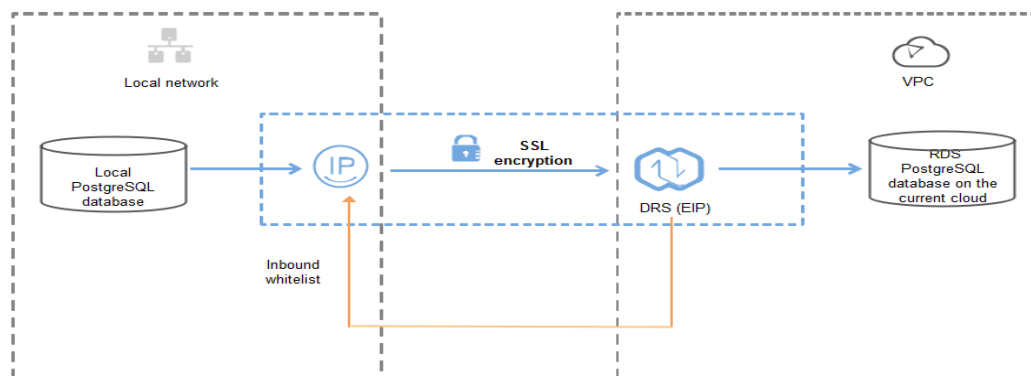 Local network
VPC
Local
PostgreSQL
database
IP
SSL
encryption
DRS (EIP)
RDS
PostgreSQL
database on the
current cloud
Inbound
whitelist